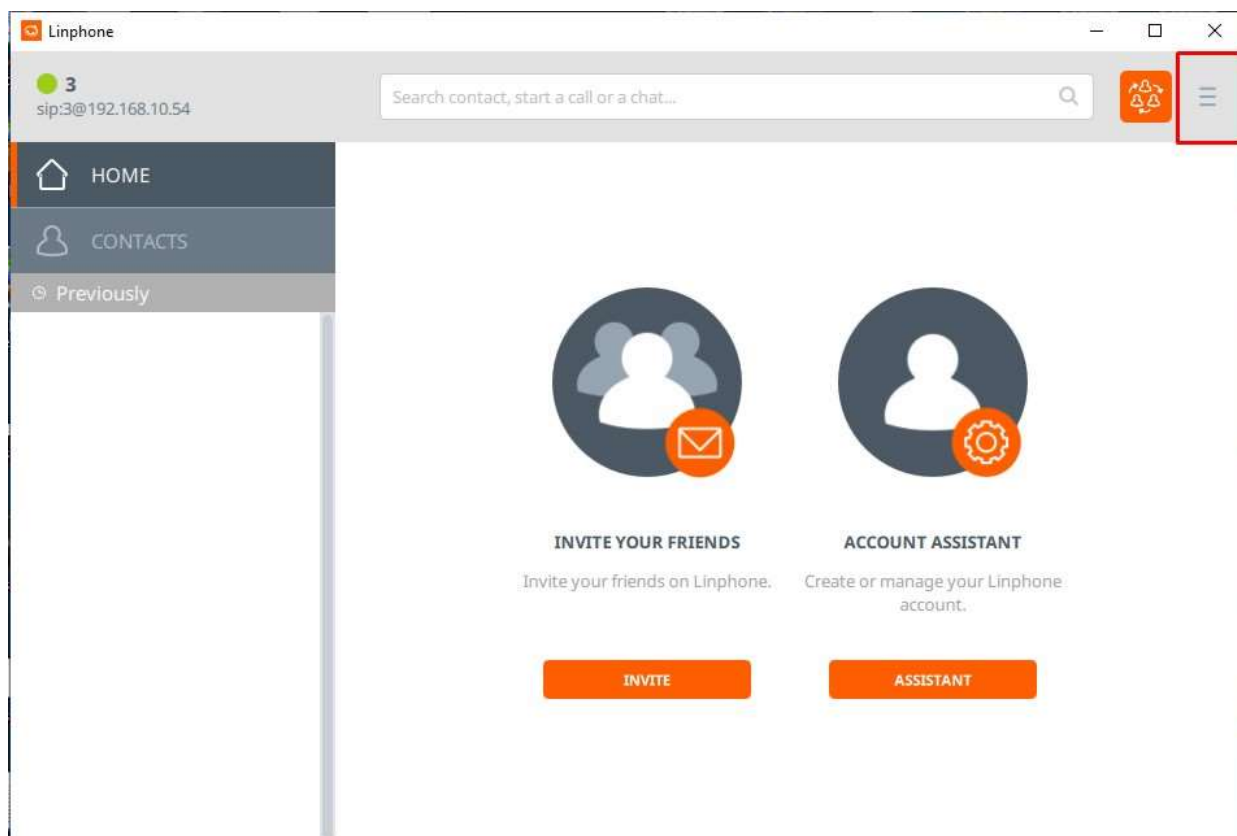 Linphone
3
sip:3@192.168.10.54
Search contact, start a call or a chat...
HOME
CONTACTS
Previously
INVITE YOUR FRIENDS
Invite your friends on Linphone.
INVITE
ACCOUNT ASSISTANT
Create or manage your Linphone
account.
ASSISTANT